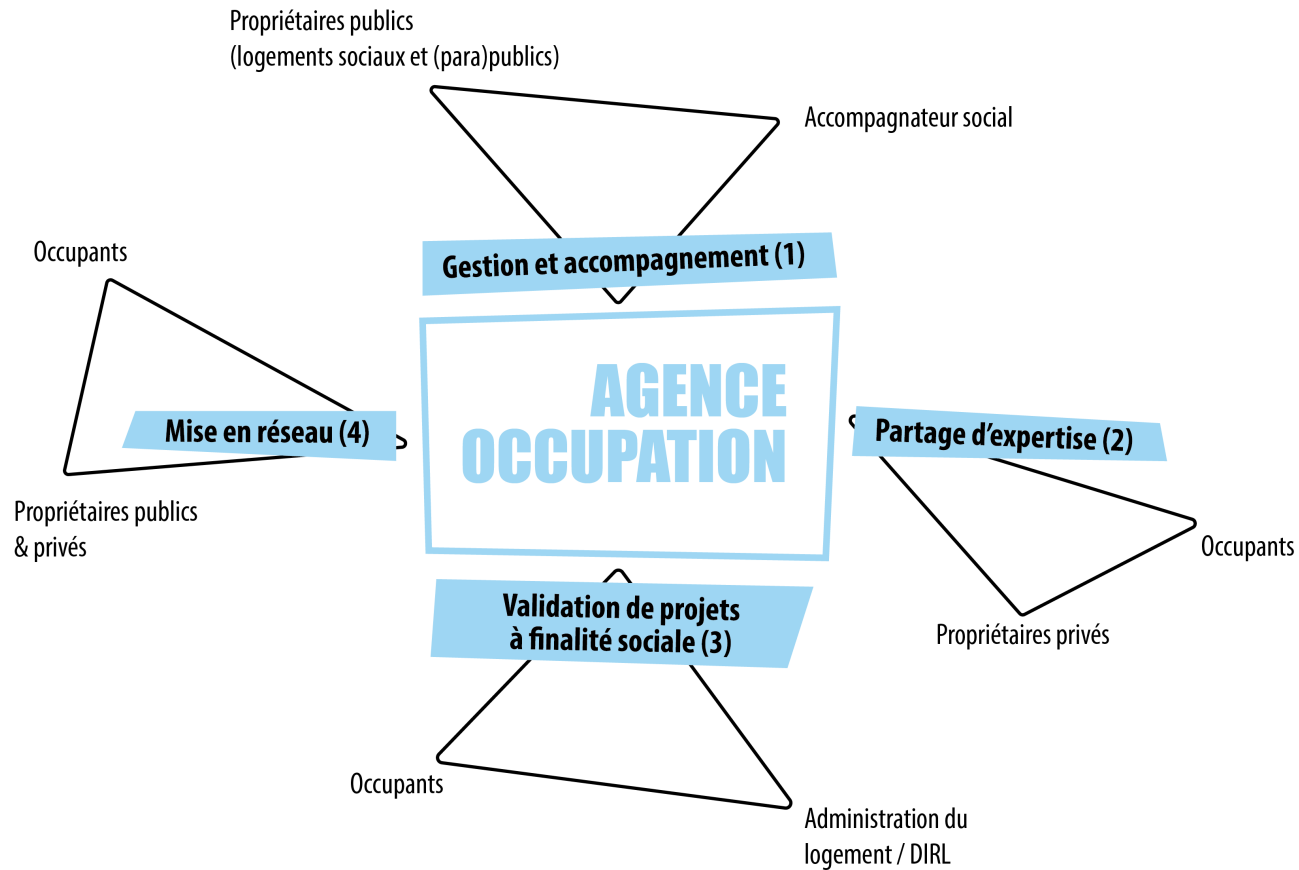 Propriétaires publics
(logements sociaux et (para)publics)
Accompagnateur social
Occupants
Gestion et accompagnement (1)
AGENCE
OCCUPATION
Mise en réseau (4)
Partage d’expertise (2)
Propriétaires publics
& privés
Occupants
Validation de projets
à finalité sociale (3)
Propriétaires privés
Occupants
Administration du
logement / DIRL